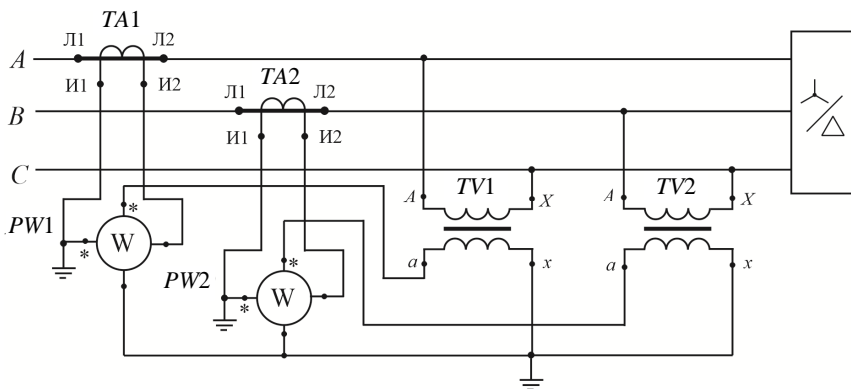 TA1
Л1 Л2
A
И1 И2
TA2
Л1 Л2
B
И1 И2
C
TV1 TV2
A X A X
PW1 * W *
a x a x
PW2 * W *